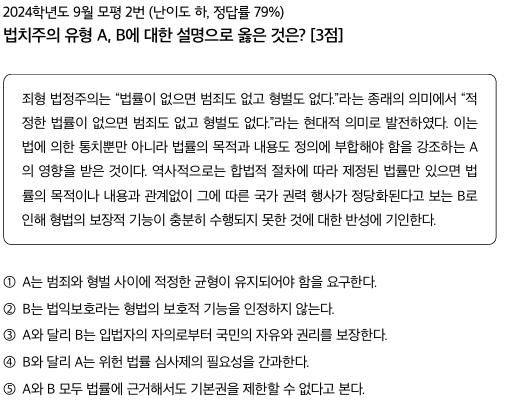 2024학년도 9월 모평 2번 (난이도 하, 정답률 79%)
법치주의 유형 A, B에 대한 설명으로 옳은 것은? [3점]
죄형 법정주의는 “법률이 없으면 범죄도 없고 형벌도 없다.”라는 종래의 의미에서 “적
정한 법률이 없으면 범죄도 없고 형벌도 없다.”라는 현대적 의미로 발전하였다. 이는
법에 의한 통치뿐만 아니라 법률의 목적과 내용도 정의에 부합해야 함을 강조하는 A
의 영향을 받은 것이다. 역사적으로는 합법적 절차에 따라 제정된 법률만 있으면 법
률의 목적이나 내용과 관계없이 그에 따른 국가 권력 행사가 정당화된다고 보는 B로
인해 형법의 보장적 기능이 충분히 수행되지 못한 것에 대한 반성에 기인한다.
① A는 범죄와 형벌 사이에 적정한 균형이 유지되어야 함을 요구한다.
② B는 법익보호라는 형법의 보호적 기능을 인정하지 않는다.
③ A와 달리 B는 입법자의 자의로부터 국민의 자유와 권리를 보장한다.
④ B와 달리 A는 위헌 법률 심사제의 필요성을 간과한다.
⑤ A와 B 모두 법률에 근거해서도 기본권을 제한할 수 없다고 본다.